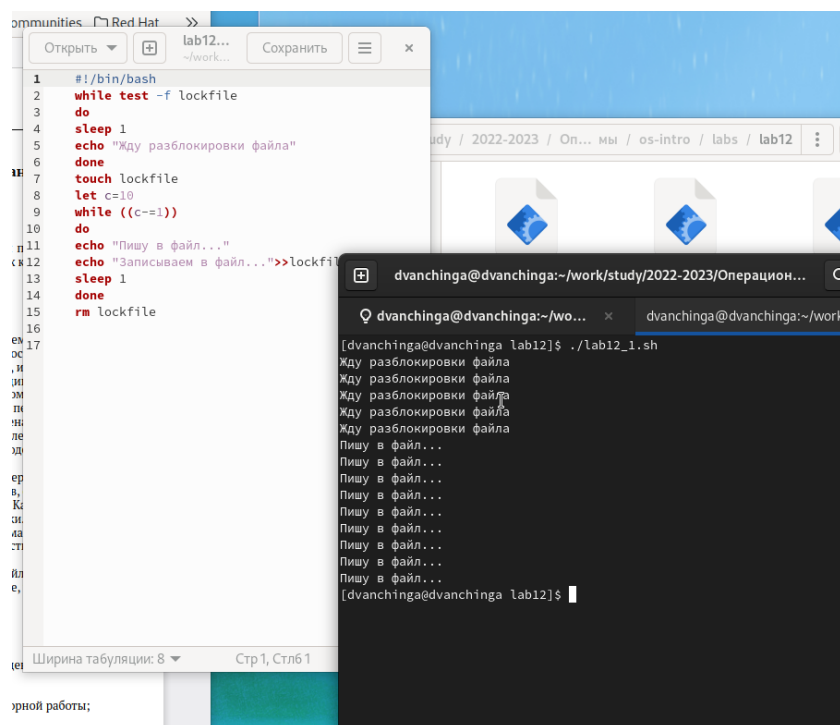 Red Hat
Открыть
lab12...
~/work...
Сохранить
1 #!/bin/bash
2 while test -f lockfile
3 do
4 sleep 1
5 echo "Жду разблокировки файла"
6 done
7 touch lockfile
8 let c=10
9 while ((c-=1))
10 do
11 echo "Пишу в файл..."
12 echo "Записываем в файл...">>lockfil
13 sleep 1
14 done
15 rm lockfile
16
17
Ширина табуляции: 8 Стр 1, Стлб 1
орной работы;
/ 2022-2023 / Оп... мы / os-intro / labs / lab12
dvanchinga@dvanchinga:~/work/study/2022-2023/Операцион...
dvanchinga@dvanchinga:~/wo... dvanchinga@dvanchinga:~/work
[dvanchinga@dvanchinga lab12]$ ./lab12_1.sh
Жду разблокировки файла
Жду разблокировки файла
Жду разблокировки файла
Жду разблокировки файла
Жду разблокировки файла
Пишу в файл...
Пишу в файл...
Пишу в файл...
Пишу в файл...
Пишу в файл...
Пишу в файл...
Пишу в файл...
Пишу в файл...
Пишу в файл...
[dvanchinga@dvanchinga lab12]$